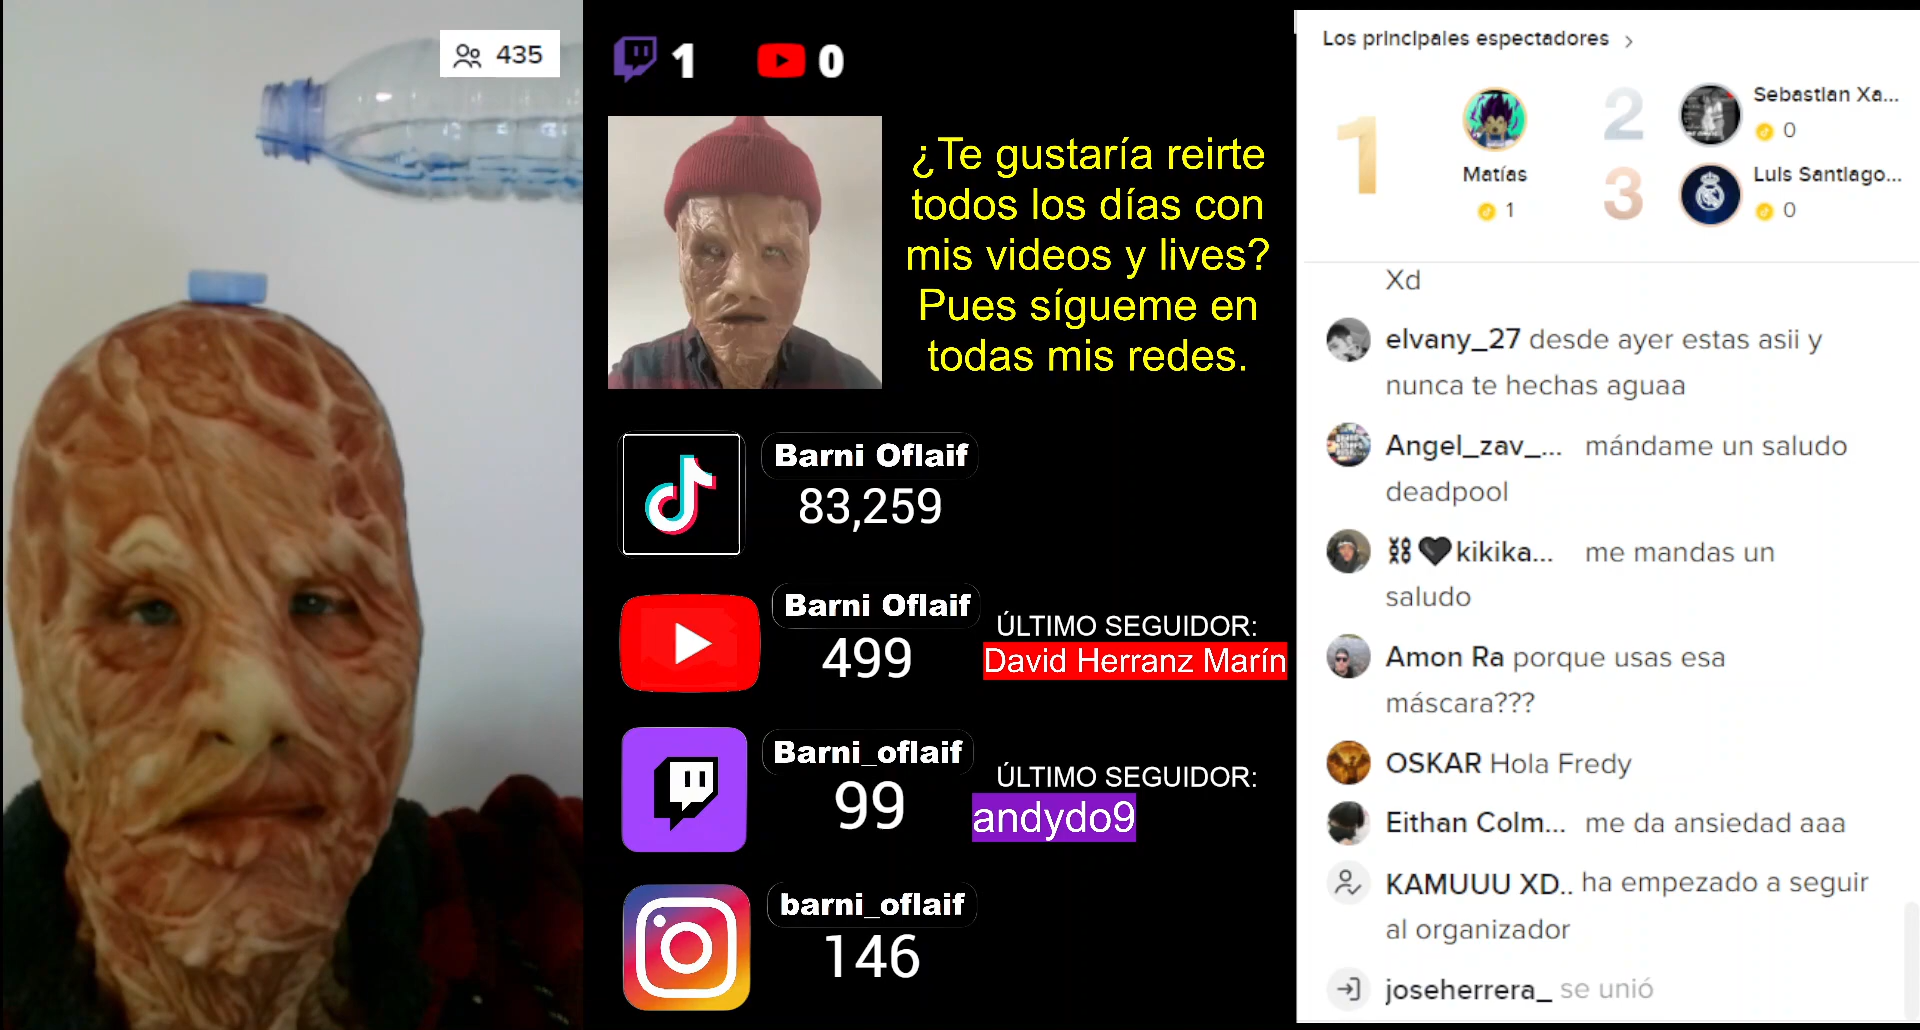 435
1
0
¿Te gustaría reirte
todos los días con
mis videos y lives?
Pues sígueme en
todas mis redes.
Barni Oflaif
83,259
Barni Oflaif
499
ÚLTIMO SEGUIDOR:
David Herranz Marín
Barni_oflaif
99
ÚLTIMO SEGUIDOR:
andydo9
barni_oflaif
146
Los principales espectadores
1
Matías
1
2
Sebastian Xa...
0
3
Luis Santiago...
0
Xd
elvany_27 desde ayer estas asii y
nunca te hechas aguaa
Angel_zav_... mándame un saludo
deadpool
⛓🖤kikika... me mandas un
saludo
Amon Ra porque usas esa
máscara???
OSKAR Hola Fredy
Eithan Colm... me da ansiedad aaa
KAMUUU XD.. ha empezado a seguir
al organizador
joseherrera_ se unió